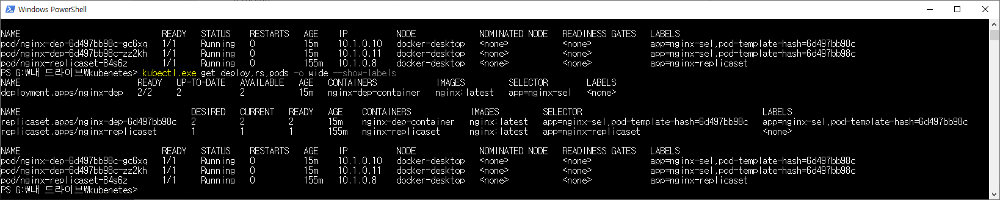 Windows PowerShell
NAME READY STATUS RESTARTS AGE IP NODE NOMINATED NODE READINESS GATES LABELS
pod/nginx-dep-6d497bb98c-gc6xq 1/1 Running 0 15m 10.1.0.10 docker-desktop <none> <none> app=nginx-sel,pod-template-hash=6d497bb98c
pod/nginx-dep-6d497bb98c-zz2kh 1/1 Running 0 15m 10.1.0.11 docker-desktop <none> <none> app=nginx-sel,pod-template-hash=6d497bb98c
pod/nginx-replicaset-84s6z 1/1 Running 0 155m 10.1.0.8 docker-desktop <none> <none> app=nginx-replicaset
PS G:₩내 드라이브₩kubenetes> kubectl.exe get deploy,rs,pods -o wide --show-labels
NAME READY UP-TO-DATE AVAILABLE AGE CONTAINERS IMAGES SELECTOR LABELS
deployment.apps/nginx-dep 2/2 2 2 15m nginx-dep-container nginx:latest app=nginx-sel <none>
NAME DESIRED CURRENT READY AGE CONTAINERS IMAGES SELECTOR LABELS
replicaset.apps/nginx-dep-6d497bb98c 2 2 2 15m nginx-dep-container nginx:latest app=nginx-sel,pod-template-hash=6d497bb98c app=nginx-sel,pod-template-hash=6d497bb98c
replicaset.apps/nginx-replicaset 1 1 1 155m nginx-replicaset nginx:latest app=nginx-replicaset <none>
NAME READY STATUS RESTARTS AGE IP NODE NOMINATED NODE READINESS GATES LABELS
pod/nginx-dep-6d497bb98c-gc6xq 1/1 Running 0 15m 10.1.0.10 docker-desktop <none> <none> app=nginx-sel,pod-template-hash=6d497bb98c
pod/nginx-dep-6d497bb98c-zz2kh 1/1 Running 0 15m 10.1.0.11 docker-desktop <none> <none> app=nginx-sel,pod-template-hash=6d497bb98c
pod/nginx-replicaset-84s6z 1/1 Running 0 155m 10.1.0.8 docker-desktop <none> <none> app=nginx-replicaset
PS G:₩내 드라이브₩kubenetes>